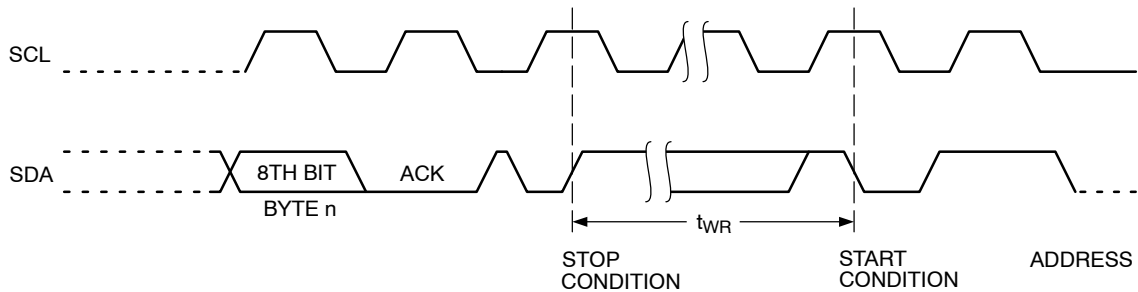 SCL
SDA
8TH BIT
ACK
BYTE n
tWR
STOP
CONDITION
START
CONDITION
ADDRESS